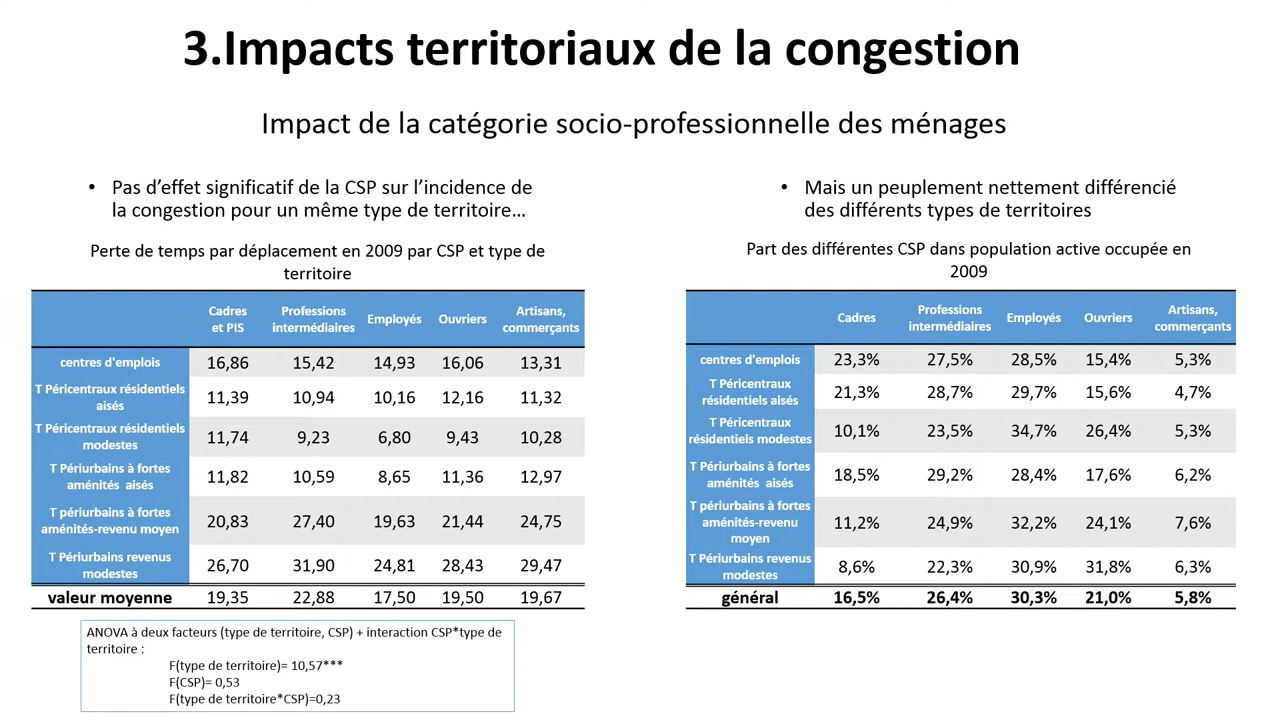 3.Impacts territoriaux de la congestion
Impact de la catégorie socio-professionnelle des ménages
• Pas d’effet significatif de la CSP sur l’incidence de
la congestion pour un même type de territoire…
Perte de temps par déplacement en 2009 par CSP et type de
territoire
Cadres et PIS Professions intermédiaires Employés Ouvriers Artisans, commerçants
centres d'emplois 16,86 15,42 14,93 16,06 13,31
T Péricentraux résidentiels aisés 11,39 10,94 10,16 12,16 11,32
T Péricentraux résidentiels modestes 11,74 9,23 6,80 9,43 10,28
T Périurbains à fortes aménités aisés 11,82 10,59 8,65 11,36 12,97
T périurbains à fortes aménités-revenu moyen 20,83 27,40 19,63 21,44 24,75
T Périurbains revenus modestes 26,70 31,90 24,81 28,43 29,47
valeur moyenne 19,35 22,88 17,50 19,50 19,67
ANOVA à deux facteurs (type de territoire, CSP) + interaction CSP*type de
territoire :
F(type de territoire)= 10,57***
F(CSP)= 0,53
F(type de territoire*CSP)=0,23
• Mais un peuplement nettement différencié
des différents types de territoires
Part des différentes CSP dans population active occupée en
2009
Cadres Professions intermédiaires Employés Ouvriers Artisans, commerçants
centres d'emplois 23,3% 27,5% 28,5% 15,4% 5,3%
T Péricentraux résidentiels aisés 21,3% 28,7% 29,7% 15,6% 4,7%
T Péricentraux résidentiels modestes 10,1% 23,5% 34,7% 26,4% 5,3%
T Périurbains à fortes aménités aisés 18,5% 29,2% 28,4% 17,6% 6,2%
T périurbains à fortes aménités-revenu moyen 11,2% 24,9% 32,2% 24,1% 7,6%
T Périurbains revenus modestes 8,6% 22,3% 30,9% 31,8% 6,3%
général 16,5% 26,4% 30,3% 21,0% 5,8%